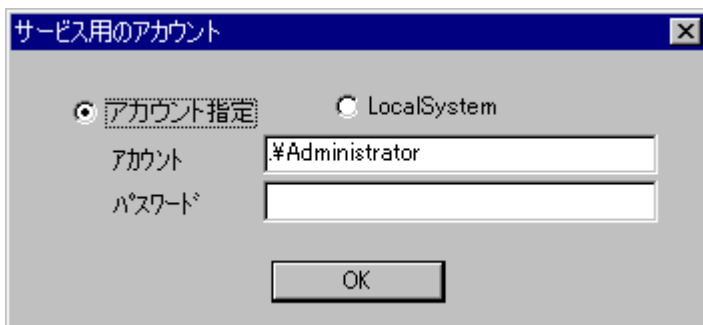 サービス用のアカウント
アカウント指定 LocalSystem
アカウント .¥Administrator
パスワード
OK